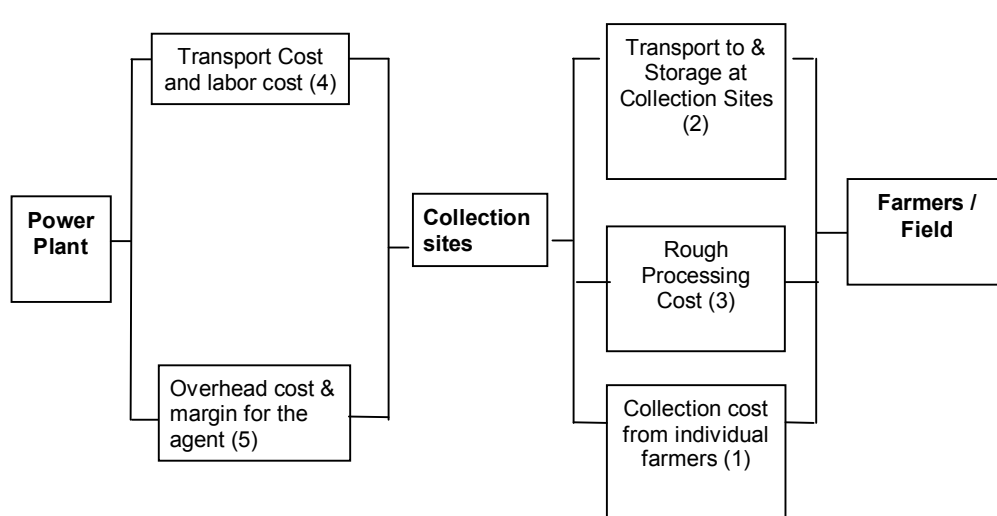 Transport Cost
and labor cost (4)
Transport to &
Storage at
Collection Sites
(2)
Power
Plant
Collection
sites
Farmers /
Field
Rough
Processing
Cost (3)
Overhead cost &
margin for the
agent (5)
Collection cost
from individual
farmers (1)